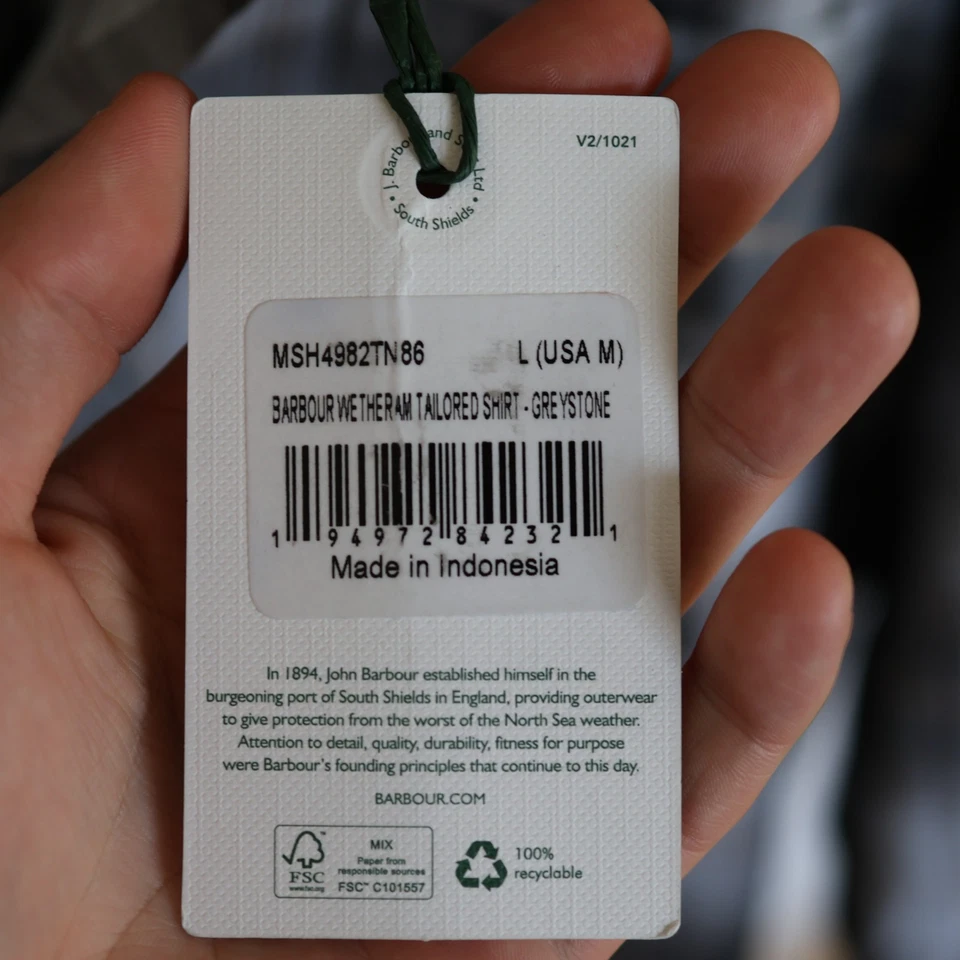 V2/1021
J. Barbour and S Ltd
• South Shields •
MSH4982TN86 L (USA M)
BARBOUR WETHERAM TAILORED SHIRT - GREYSTONE
1 94972 84232 1
Made in Indonesia
In 1894, John Barbour established himself in the
burgeoning port of South Shields in England, providing outerwear
to give protection from the worst of the North Sea weather.
Attention to detail, quality, durability, fitness for purpose
were Barbour's founding principles that continue to this day.
BARBOUR.COM
FSC
www.fsc.org
MIX
Paper from
responsible sources
FSC™ C101557
100%
recyclable